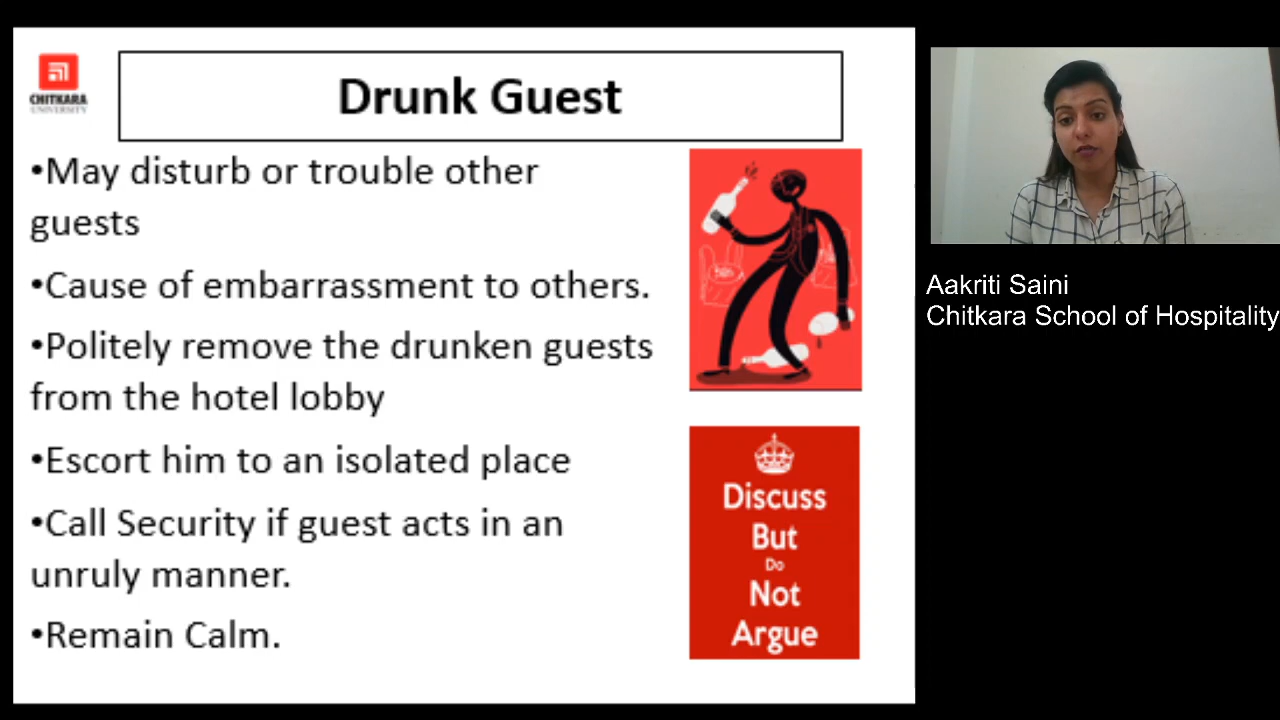 CHITKARA
UNIVERSITY
Drunk Guest
•May disturb or trouble other
guests
•Cause of embarrassment to others.
•Politely remove the drunken guests
from the hotel lobby
•Escort him to an isolated place
•Call Security if guest acts in an
unruly manner.
•Remain Calm.
Discuss
But
Do
Not
Argue
Aakriti Saini
Chitkara School of Hospitality